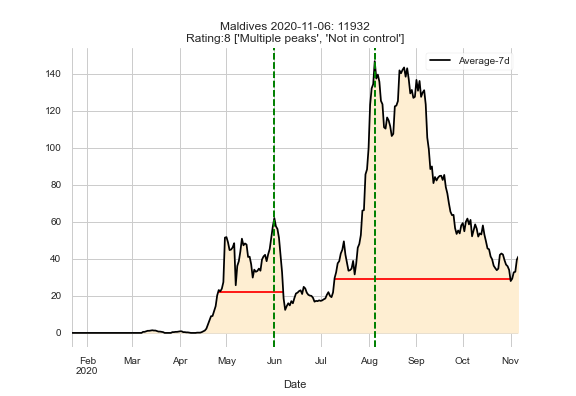 Maldives 2020-11-06: 11932
Rating:8 ['Multiple peaks', 'Not in control']
Average-7d
140
120
100
80
60
40
20
0
Feb Mar Apr May Jun Jul Aug Sep Oct Nov
2020
Date